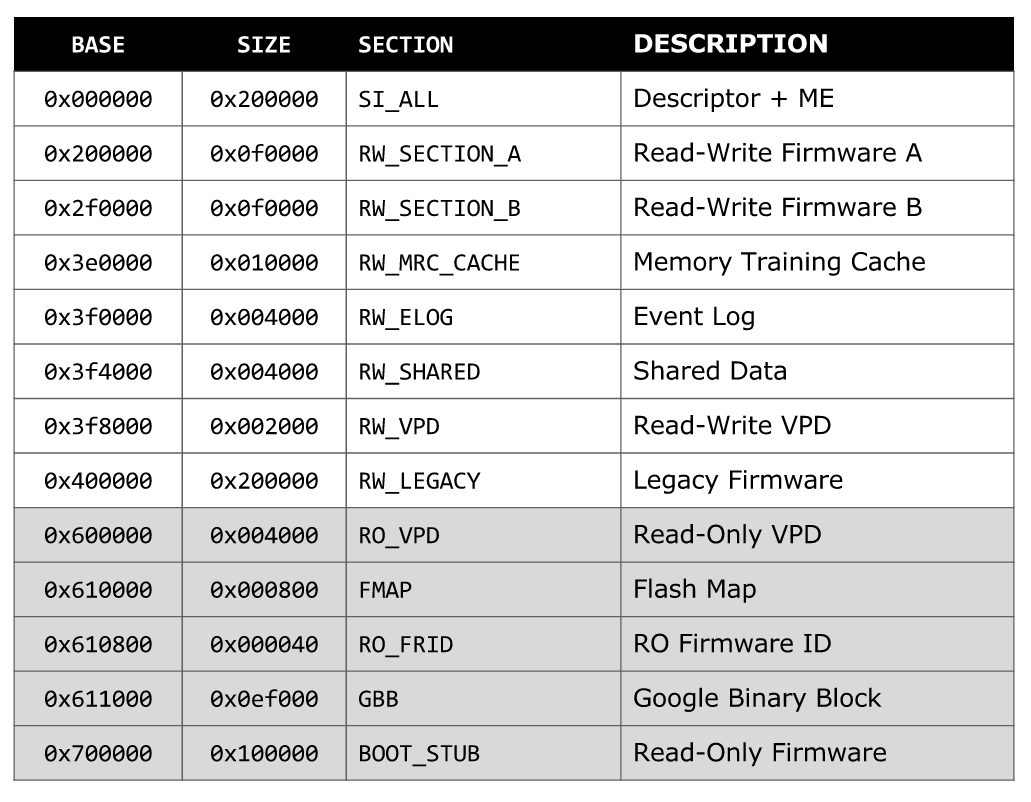 BASE SIZE SECTION DESCRIPTION
0x000000 0x200000 SI_ALL Descriptor + ME
0x200000 0x0f0000 RW_SECTION_A Read-Write Firmware A
0x2f0000 0x0f0000 RW_SECTION_B Read-Write Firmware B
0x3e0000 0x010000 RW_MRC_CACHE Memory Training Cache
0x3f0000 0x004000 RW_ELOG Event Log
0x3f4000 0x004000 RW_SHARED Shared Data
0x3f8000 0x002000 RW_VPD Read-Write VPD
0x400000 0x200000 RW_LEGACY Legacy Firmware
0x600000 0x004000 RO_VPD Read-Only VPD
0x610000 0x000800 FMAP Flash Map
0x610800 0x000040 RO_FRID RO Firmware ID
0x611000 0x0ef000 GBB Google Binary Block
0x700000 0x100000 BOOT_STUB Read-Only Firmware